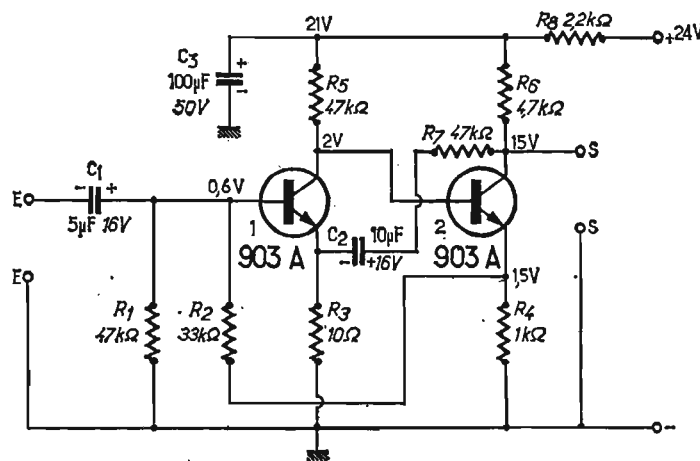 21V
R8 2,2kΩ
+24V
C3
100µF
50V
R5
47kΩ
R6
4,7kΩ
R7 47kΩ
2V
15V
S
C1
0,6V
E
5µF 16V
1
903 A
C2
10µF
+16V
2
903 A
S
E
1,5V
R1
47kΩ
R2
33kΩ
R3
10Ω
R4
1kΩ